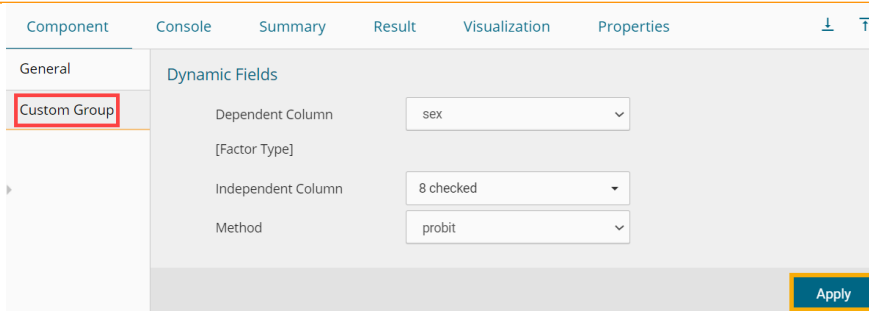 Component Console Summary Result Visualization Properties
General
Custom Group
Dynamic Fields
Dependent Column sex
[Factor Type]
Independent Column 8 checked
Method probit
Apply